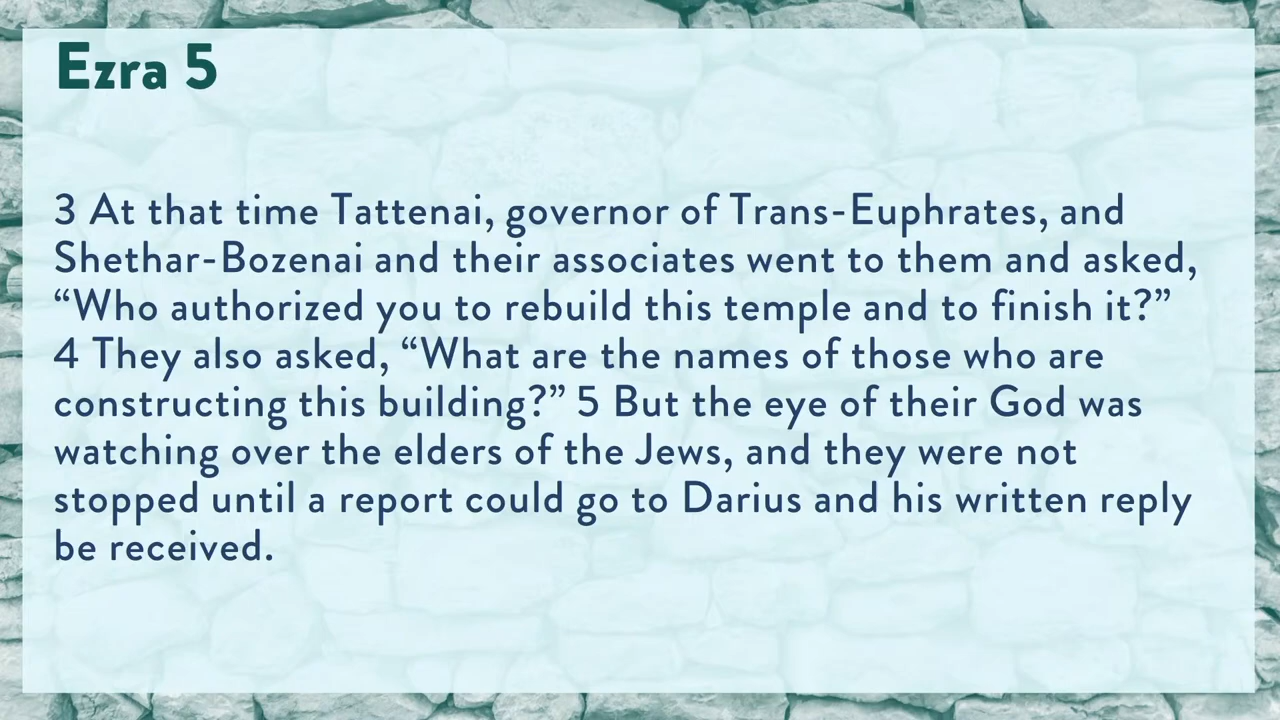 Ezra 5
3 At that time Tattenai, governor of Trans-Euphrates, and
Shethar-Bozenai and their associates went to them and asked,
“Who authorized you to rebuild this temple and to finish it?”
4 They also asked, “What are the names of those who are
constructing this building?” 5 But the eye of their God was
watching over the elders of the Jews, and they were not
stopped until a report could go to Darius and his written reply
be received.